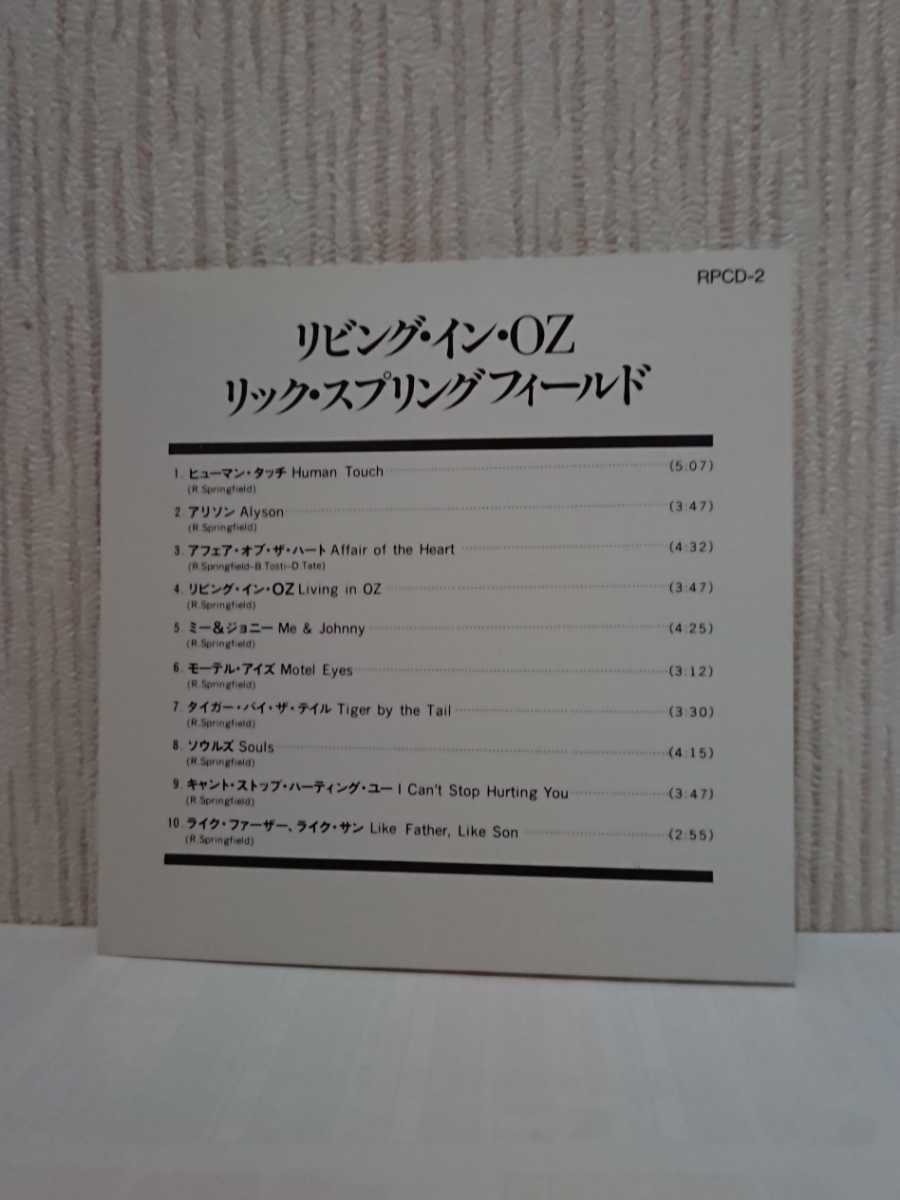 RPCD-2
リビング・イン・OZ
リック・スプリングフィールド
1. ヒューマン・タッチ Human Touch (5:07)
(R.Springfield)
2 アリソン Alyson (3:47)
(R.Springfield)
3. アフェア・オブ・ザ・ハート Affair of the Heart (4:32)
(R.Springfield–B.Tosti–D.Tate)
4. リビング・イン・OZ Living in OZ (3:47)
(R.Springfield)
5. ミー&ジョニー Me & Johnny (4:25)
(R.Springfield)
6. モーテル・アイズ Motel Eyes (3:12)
(R.Springfield)
7. タイガー・バイ・ザ・テイル Tiger by the Tail (3:30)
(R.Springfield)
8. ソウルズ Souls (4:15)
(R.Springfield)
9. キャント・ストップ・ハーティング・ユー I Can't Stop Hurting You (3:47)
(R.Springfield)
10. ライク・ファーザー、ライク・サン Like Father, Like Son (2:55)
(R.Springfield)